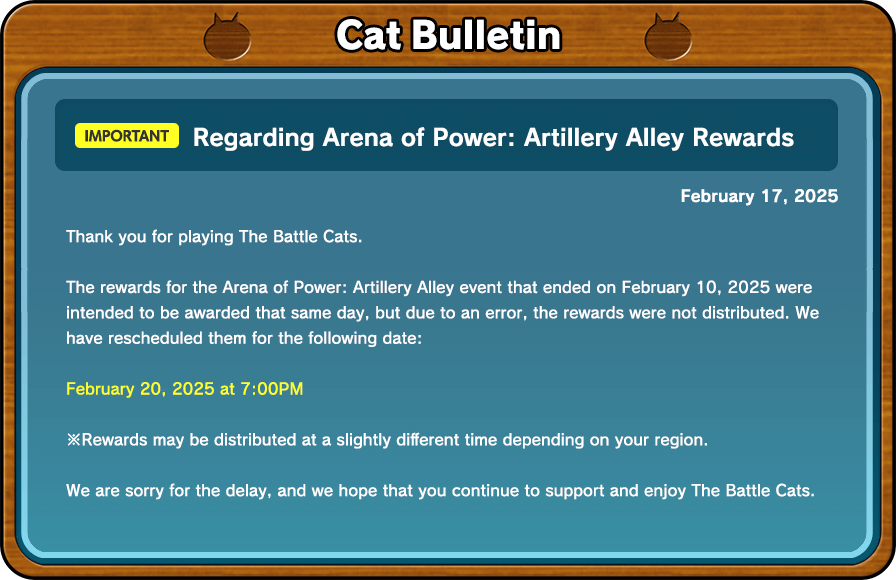 Cat Bulletin
IMPORTANT Regarding Arena of Power: Artillery Alley Rewards
February 17, 2025
Thank you for playing The Battle Cats.
The rewards for the Arena of Power: Artillery Alley event that ended on February 10, 2025 were
intended to be awarded that same day, but due to an error, the rewards were not distributed. We
have rescheduled them for the following date:
February 20, 2025 at 7:00PM
※Rewards may be distributed at a slightly different time depending on your region.
We are sorry for the delay, and we hope that you continue to support and enjoy The Battle Cats.